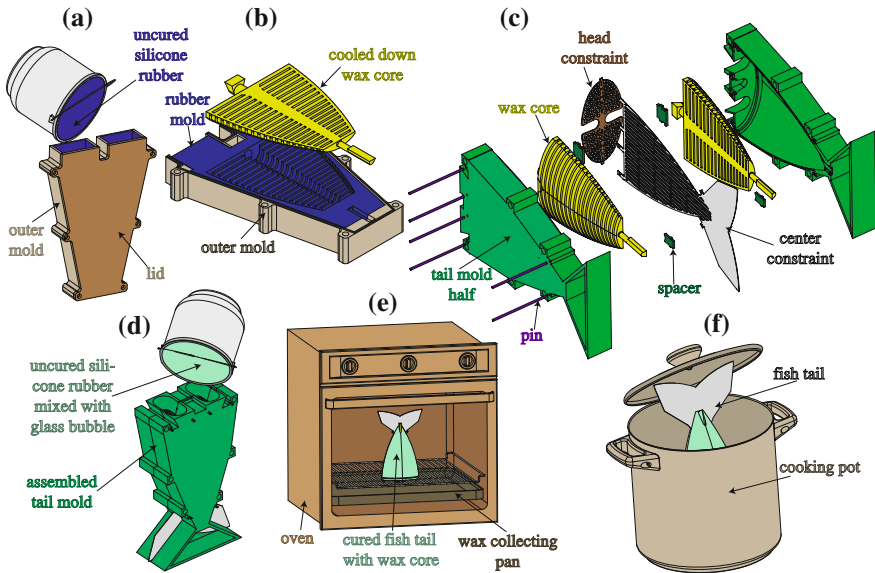 (a)
uncured
silicone
rubber
outer
mold
lid
(b)
cooled down
wax core
rubber
mold
outer mold
(c)
head
constraint
wax core
tail mold
half
pin
spacer
center
constraint
(d)
uncured sili-
cone rubber
mixed with
glass bubble
assembled
tail mold
(e)
oven
cured fish tail
with wax core
wax collecting
pan
(f)
fish tail
cooking pot